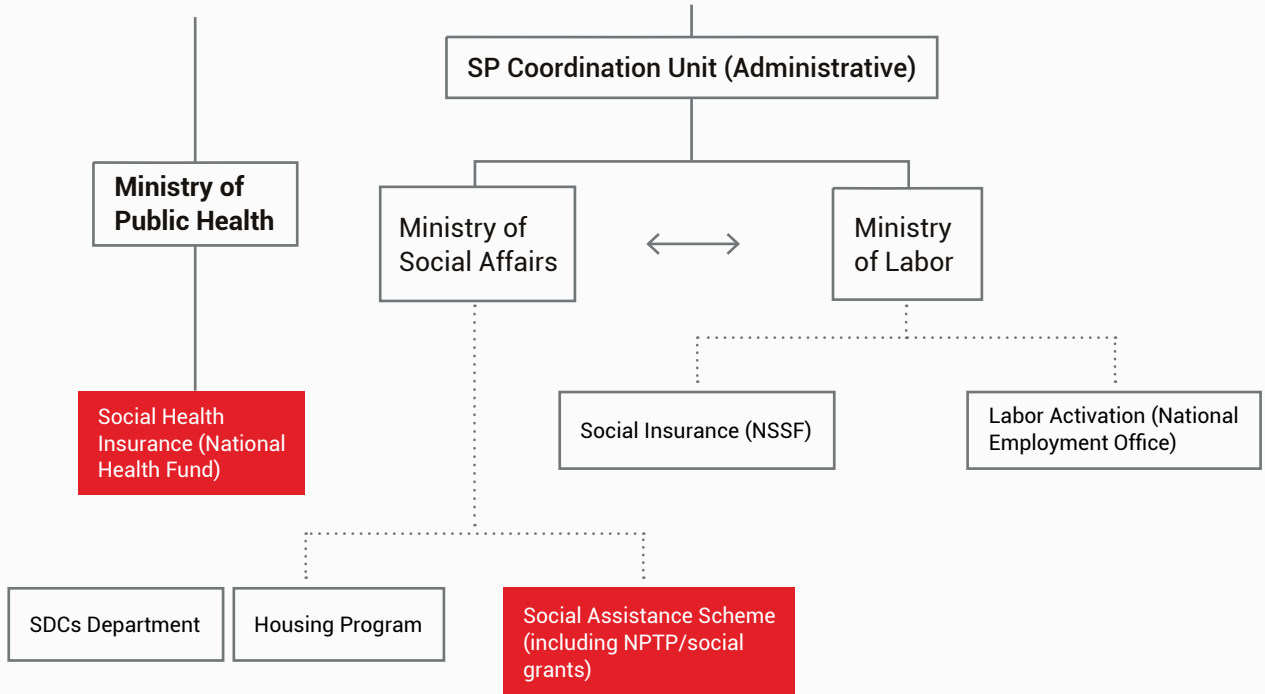 SP Coordination Unit (Administrative)
Ministry of
Public Health
Ministry of
Social Affairs
Ministry
of Labor
Social Health
Insurance (National
Health Fund)
Social Insurance (NSSF)
Labor Activation (National
Employment Office)
SDCs Department
Housing Program
Social Assistance Scheme
(including NPTP/social
grants)